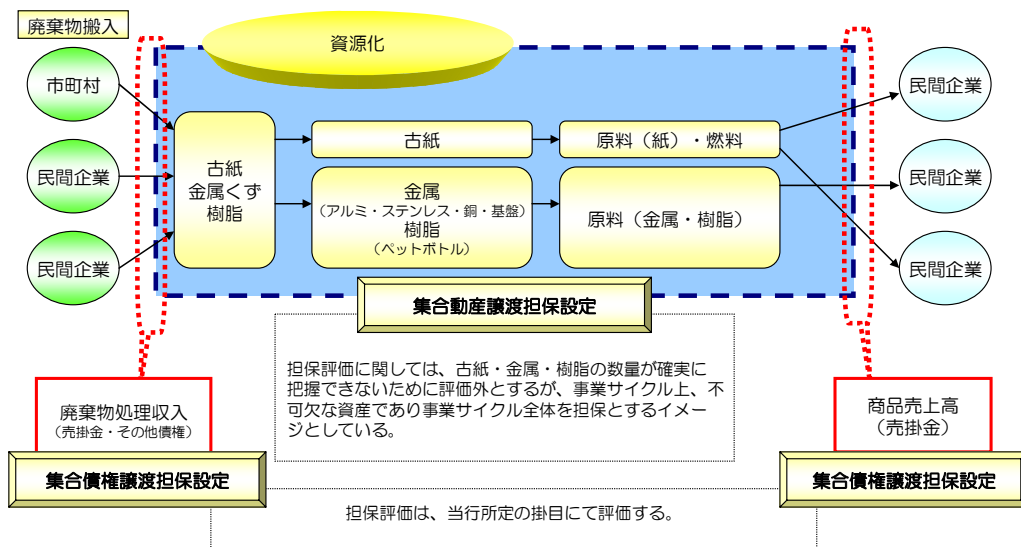 廃棄物搬入
資源化
市町村
民間企業
民間企業
古紙
金属くず
樹脂
古紙
原料（紙）・燃料
金属
（アルミ・ステンレス・銅・基盤）
樹脂
（ペットボトル）
原料（金属・樹脂）
民間企業
民間企業
民間企業
集合動産譲渡担保設定
担保評価に関しては、古紙・金属・樹脂の数量が確実に
把握できないために評価外とするが、事業サイクル上、不
可欠な資産であり事業サイクル全体を担保とするイメー
ジとしている。
廃棄物処理収入
（売掛金・その他債権）
集合債権譲渡担保設定
商品売上高
（売掛金）
集合債権譲渡担保設定
担保評価は、当行所定の掛目にて評価する。